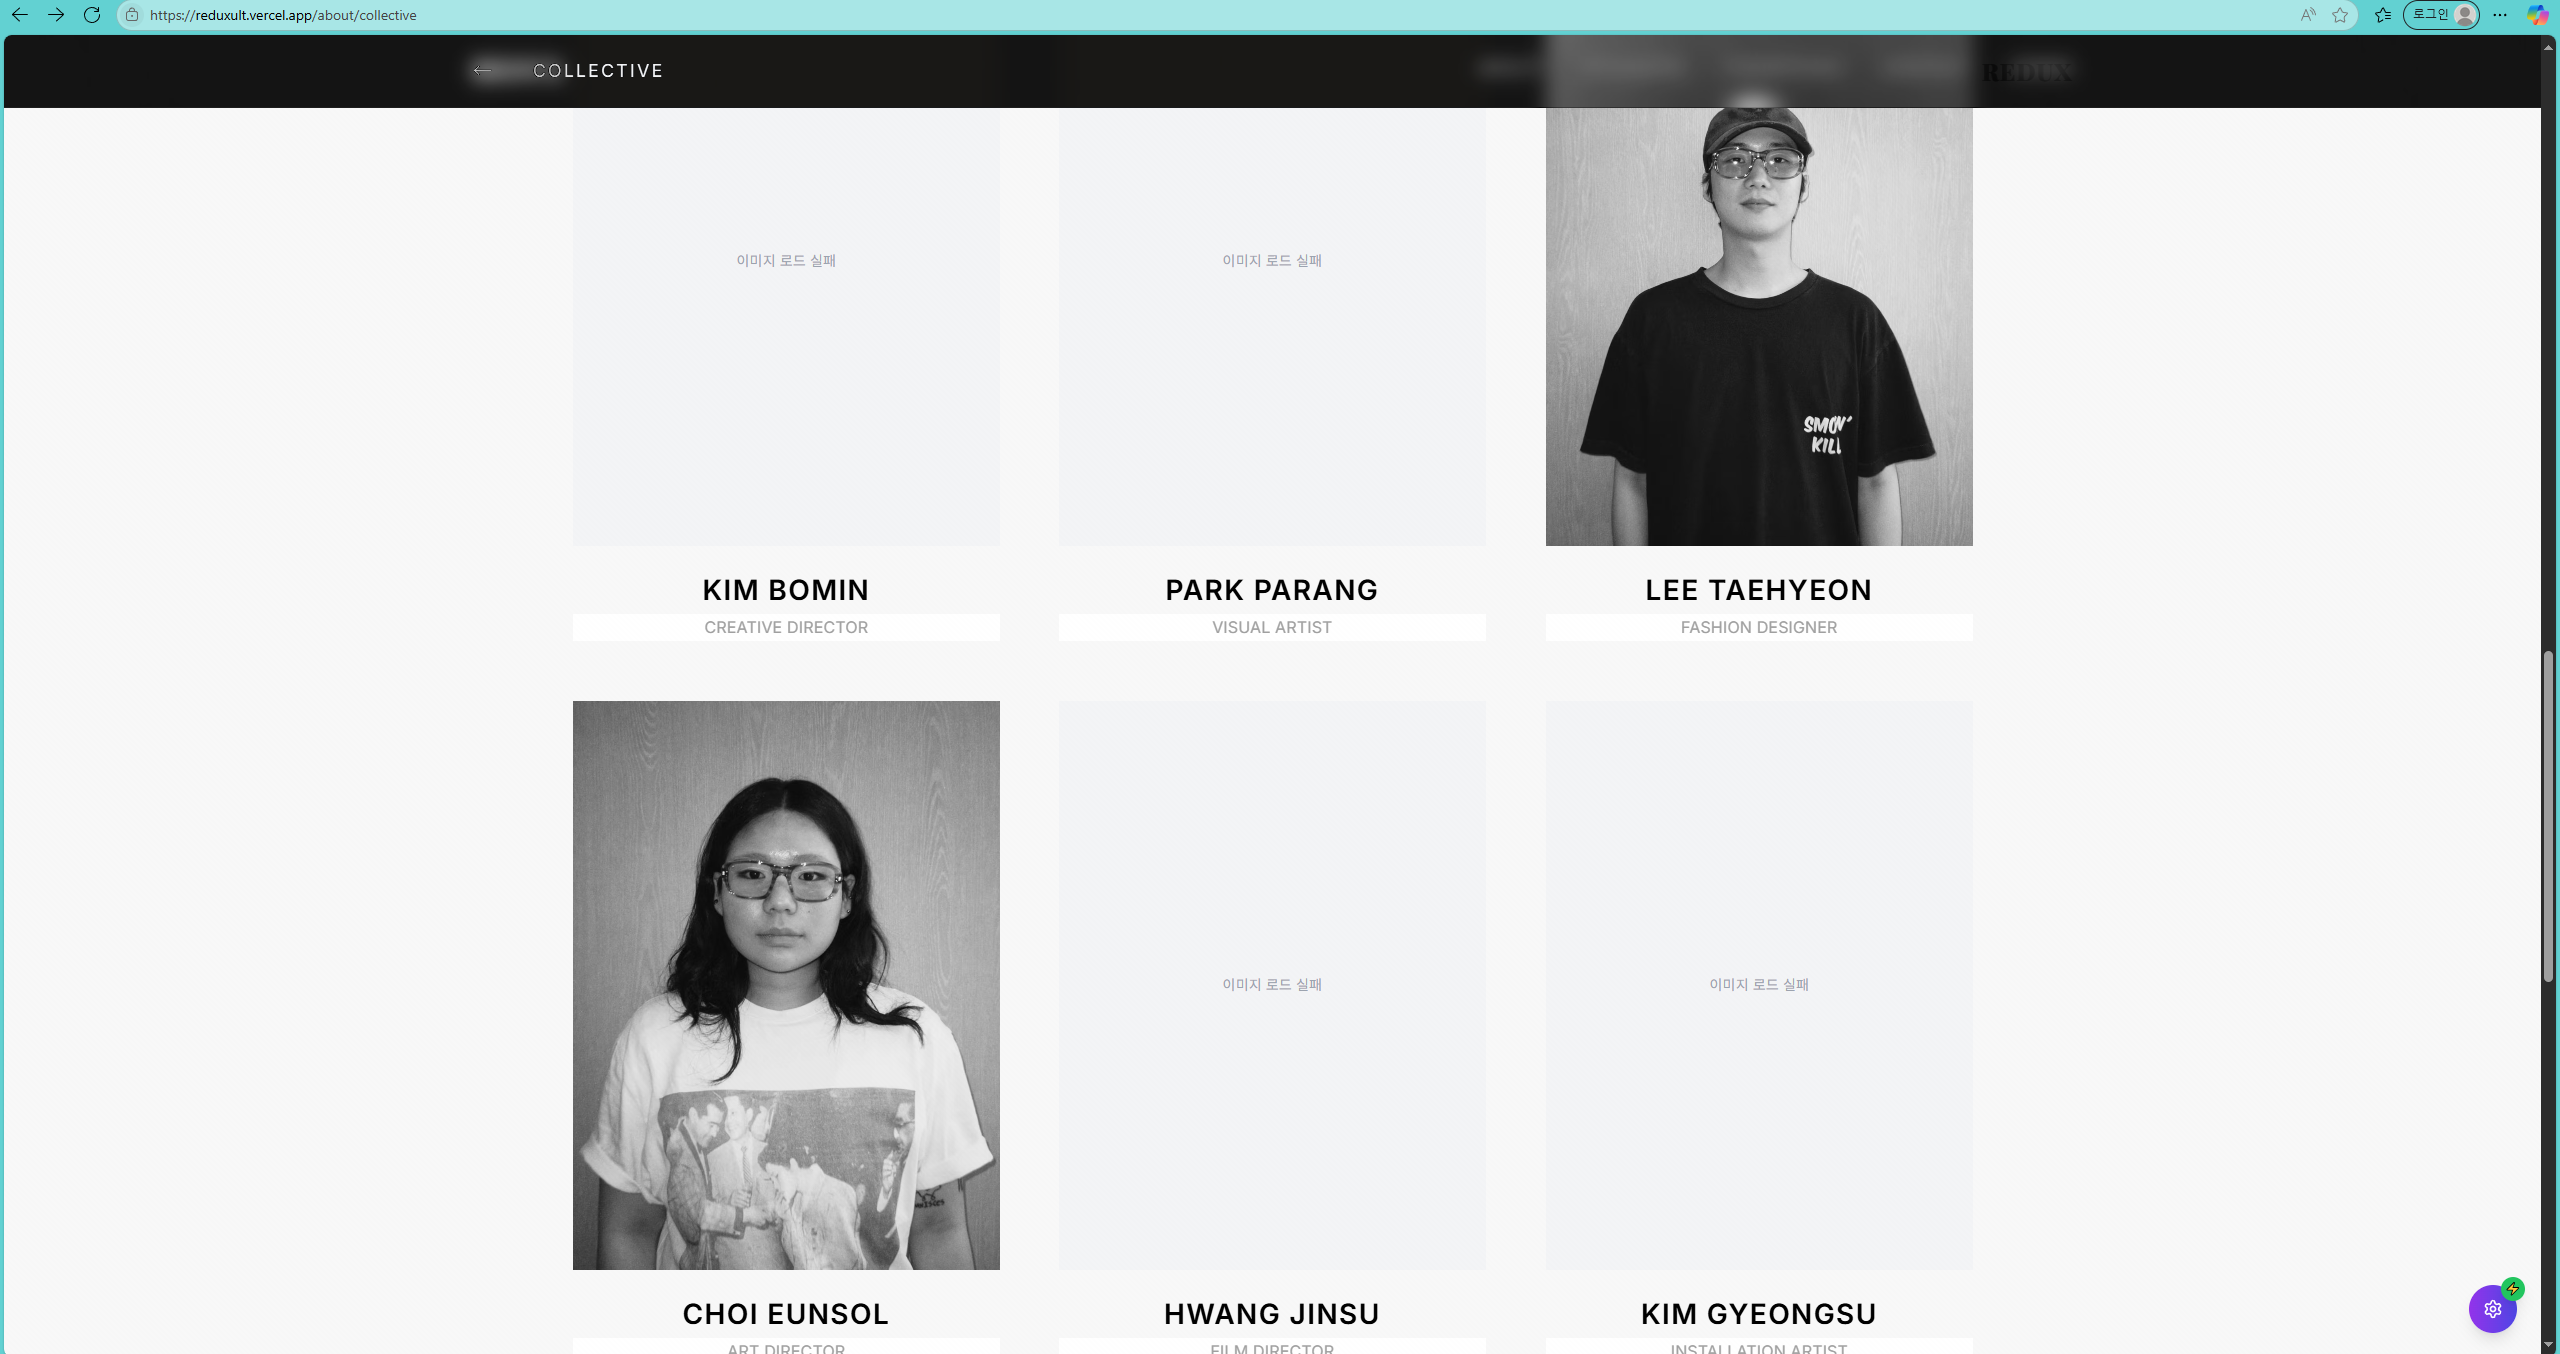 https://reduxult.vercel.app/about/collective
로그인
← COLLECTIVE
REDUX
이미지 로드 실패
이미지 로드 실패
SMON'
KILL
KIM BOMIN
PARK PARANG
LEE TAEHYEON
CREATIVE DIRECTOR
VISUAL ARTIST
FASHION DESIGNER
이미지 로드 실패
이미지 로드 실패
CHOI EUNSOL
HWANG JINSU
KIM GYEONGSU
ART DIRECTOR
FILM DIRECTOR
INSTALLATION ARTIST